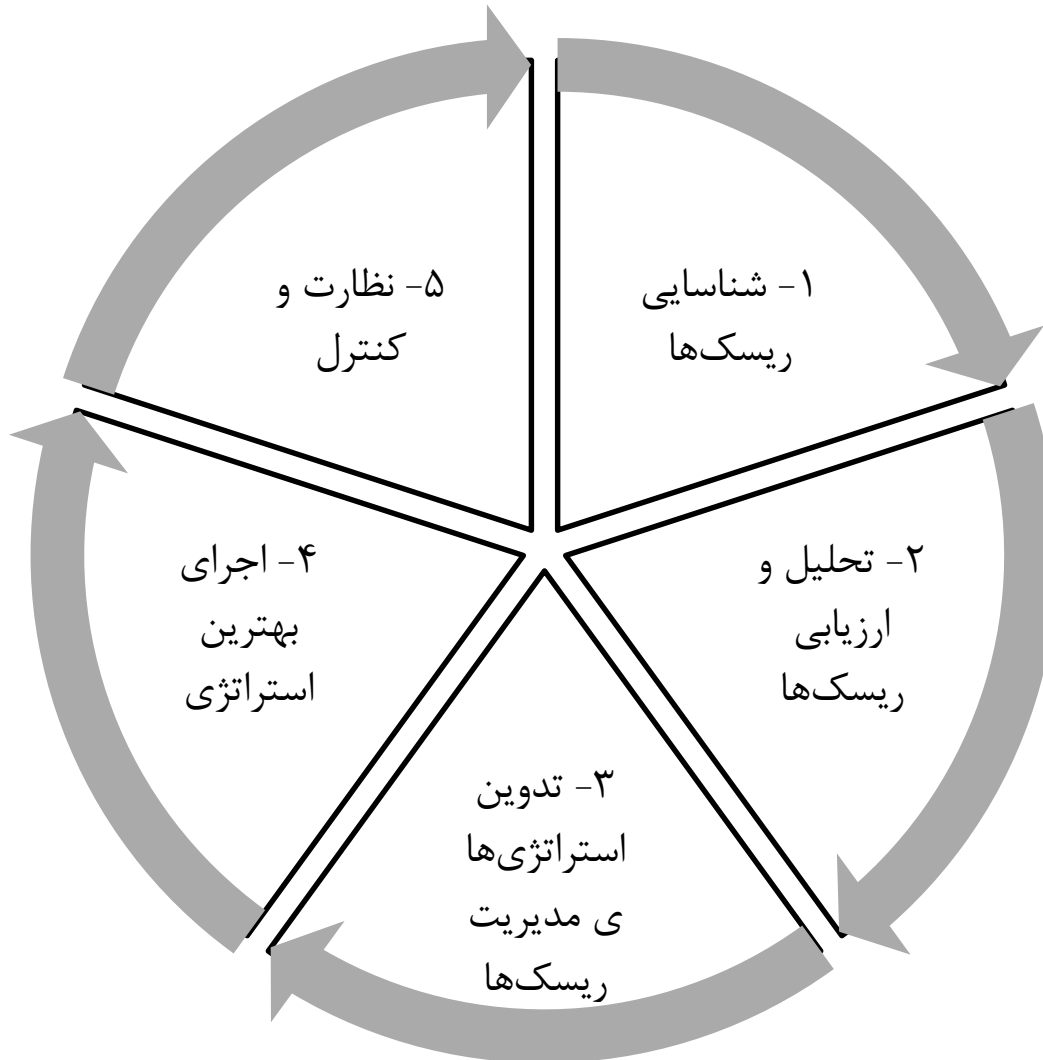 ۱- شناسایی
ریسک‌ها
۲- تحلیل و
ارزیابی
ریسک‌ها
۳- تدوین
استراتژی‌ها
ی مدیریت
ریسک‌ها
۴- اجرای
بهترین
استراتژی
۵- نظارت و
کنترل